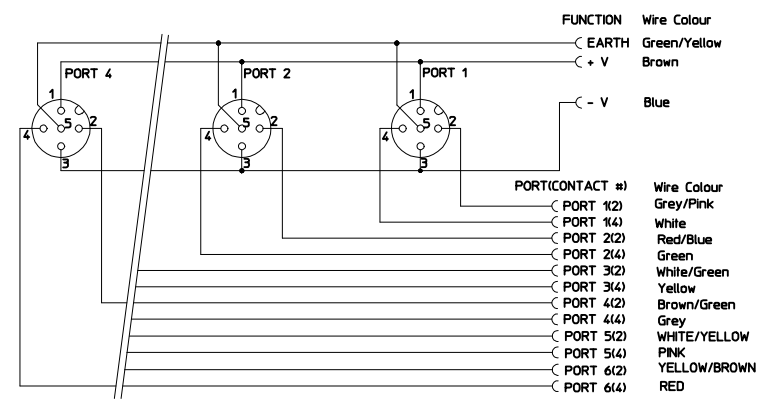 FUNCTION Wire Colour
EARTH Green/Yellow
+ V Brown
PORT 4 PORT 2 PORT 1
1 1 1
- V Blue
4 5 2 4 5 2 4 5 2
3 3 3
PORT(CONTACT #) Wire Colour
PORT 1(2) Grey/Pink
PORT 1(4) White
PORT 2(2) Red/Blue
PORT 2(4) Green
PORT 3(2) White/Green
PORT 3(4) Yellow
PORT 4(2) Brown/Green
PORT 4(4) Grey
PORT 5(2) WHITE/YELLOW
PORT 5(4) PINK
PORT 6(2) YELLOW/BROWN
PORT 6(4) RED